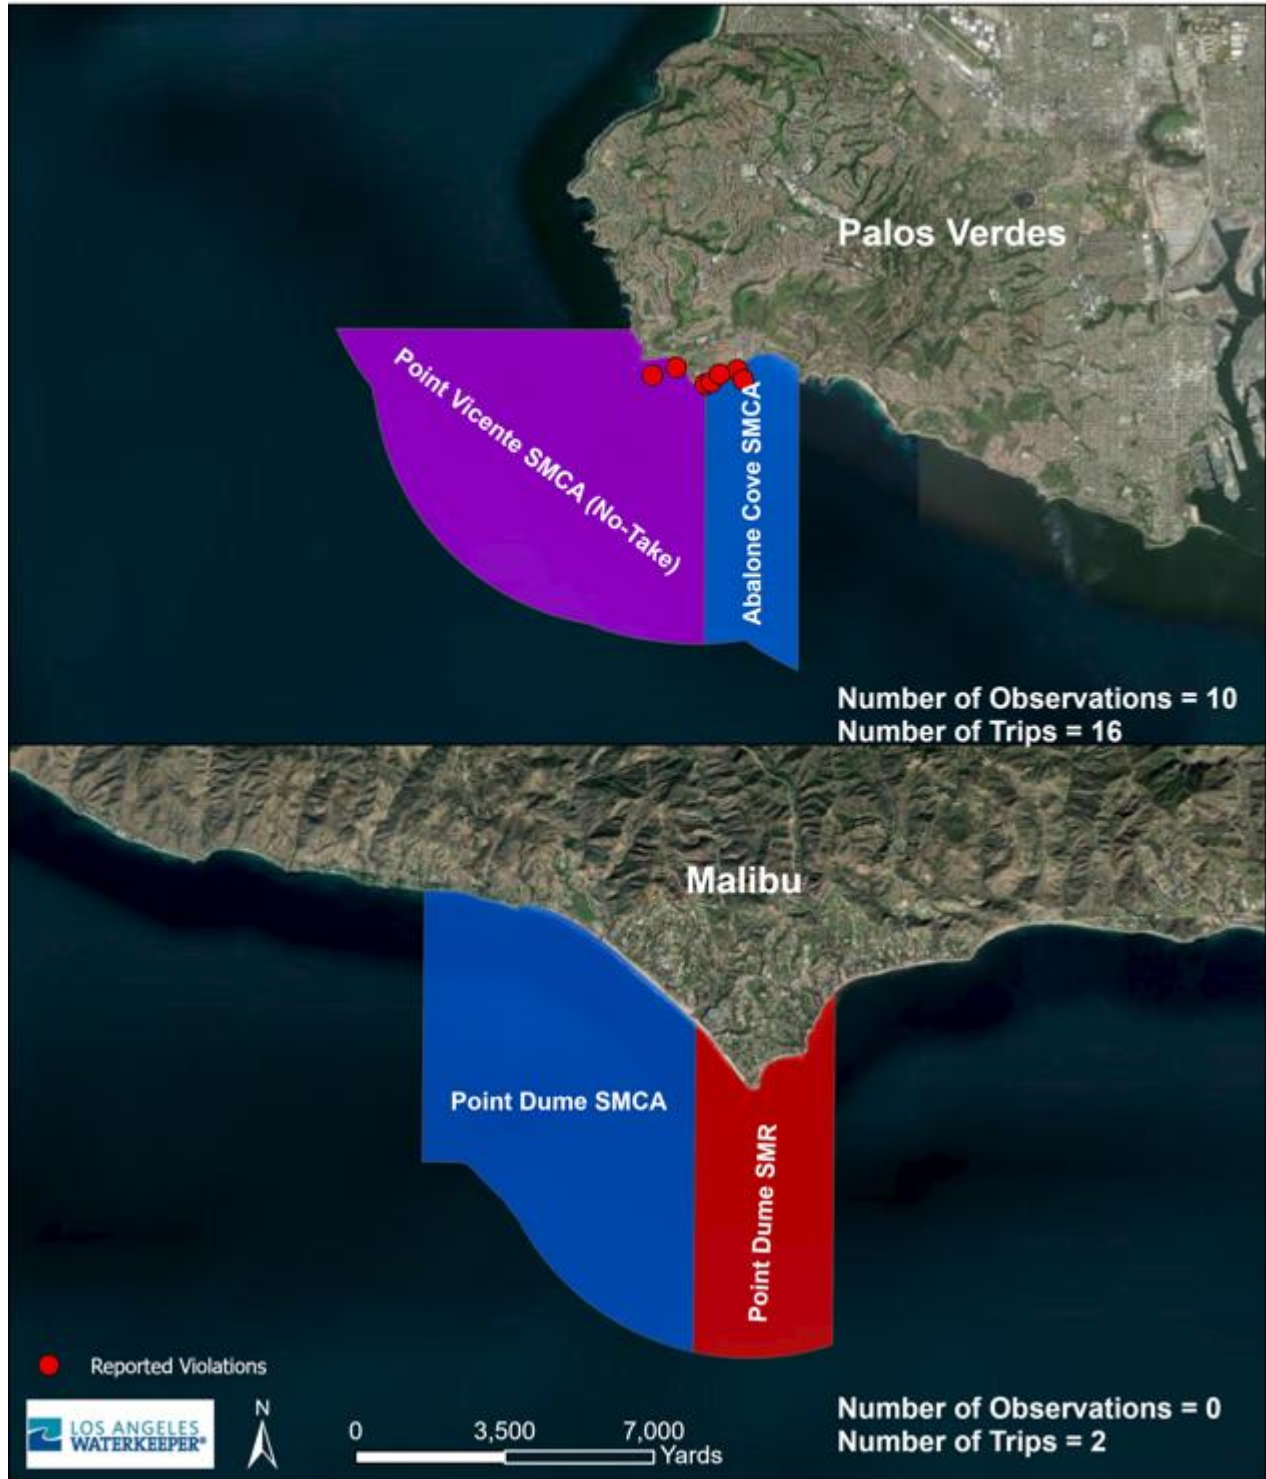 Palos Verdes
Point Vicente SMCA (No-Take)
Abalone Cove SMCA
Number of Observations = 10
Number of Trips = 16
Malibu
Point Dume SMCA
Point Dume SMR
Reported Violations
LOS ANGELES
WATERKEEPER®
N
0 3,500 7,000
Yards
Number of Observations = 0
Number of Trips = 2